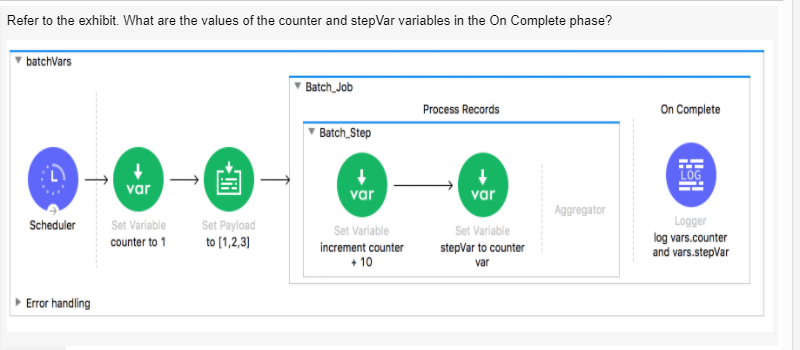 Refer to the exhibit. What are the values of the counter and stepVar variables in the On Complete phase?
batchVars
Batch_Job
Process Records
On Complete
Batch_Step
L
var
var
var
LOG
Scheduler
Set Variable
counter to 1
Set Payload
to [1,2,3]
Set Variable
increment counter
+ 10
Set Variable
stepVar to counter
var
Aggregator
Logger
log vars.counter
and vars.stepVar
Error handling